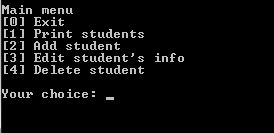 Main menu
[0] Exit
[1] Print students
[2] Add student
[3] Edit student's info
[4] Delete student
Your choice: _